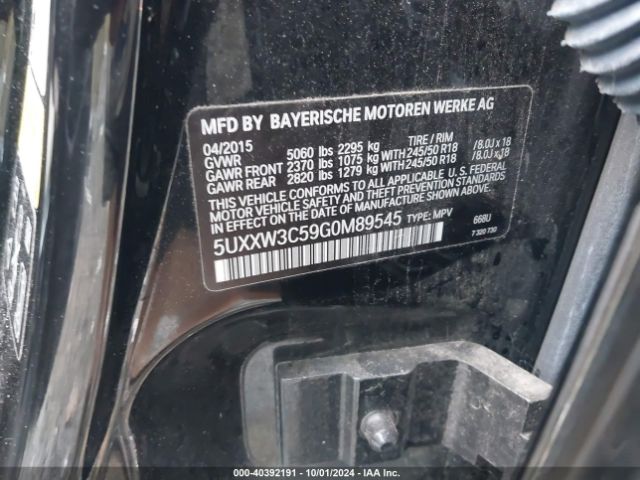 MFD BY BAYERISCHE MOTOREN WERKE AG
04/2015 TIRE / RIM
GVWR 5060 lbs 2295 kg
GAWR FRONT 2370 lbs 1075 kg WITH 245/50 R18 / 8.0J x 18
GAWR REAR 2820 lbs 1279 kg WITH 245/50 R18 / 8.0J x 18
THIS VEHICLE CONFORMS TO ALL APPLICABLE U.S. FEDERAL
MOTOR VEHICLE SAFETY AND THEFT PREVENTION STANDARDS
IN EFFECT ON THE DATE OF MANUFACTURE SHOWN ABOVE.
5UXXW3C59G0M89545 TYPE: MPV 668U
7 320 730
000-40392191 - 10/01/2024 - IAA Inc.